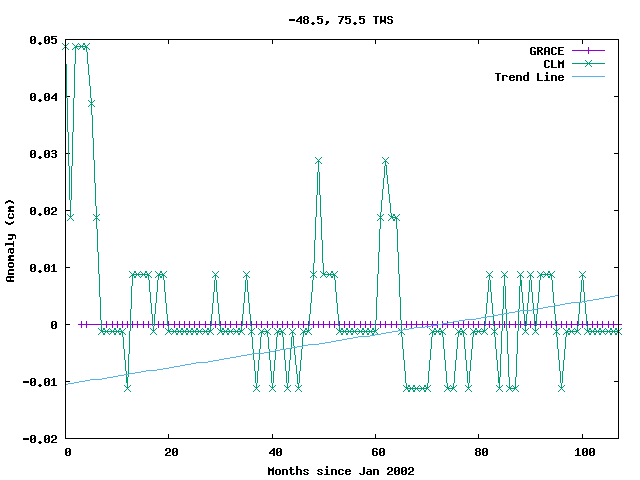 -48.5, 75.5 TWS
0.05
GRACE
CLM
Trend Line
0.04
0.03
0.02
0.01
0
-0.01
-0.02
Anomaly (cm)
0 20 40 60 80 100
Months since Jan 2002